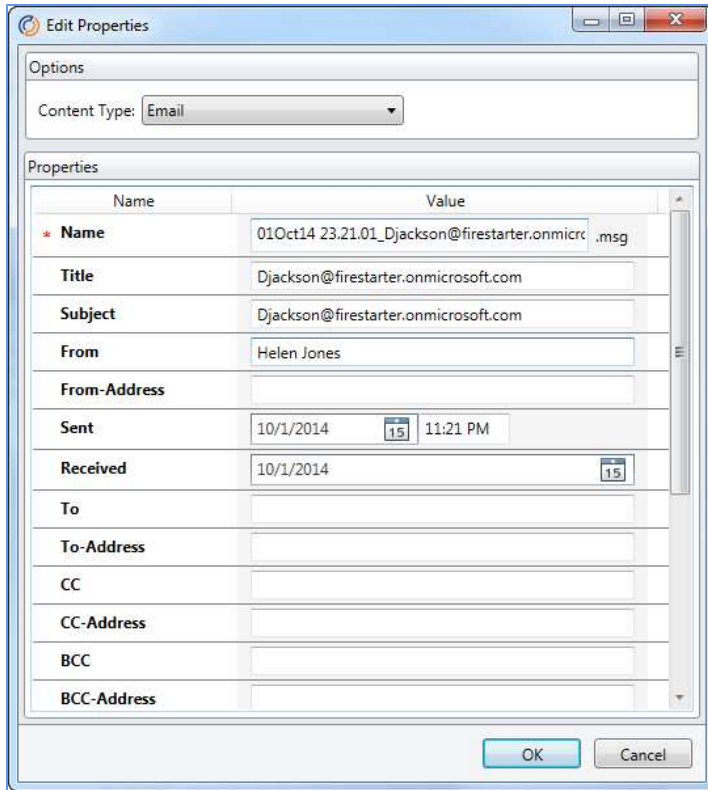 Edit Properties
Options
Content Type: Email
Properties
Name Value
* Name 01Oct14 23.21.01_Djackson@firestarter.onmicrc .msg
Title Djackson@firestarter.onmicrosoft.com
Subject Djackson@firestarter.onmicrosoft.com
From Helen Jones
From-Address
Sent 10/1/2014 15 11:21 PM
Received 10/1/2014 15
To
To-Address
CC
CC-Address
BCC
BCC-Address
OK Cancel